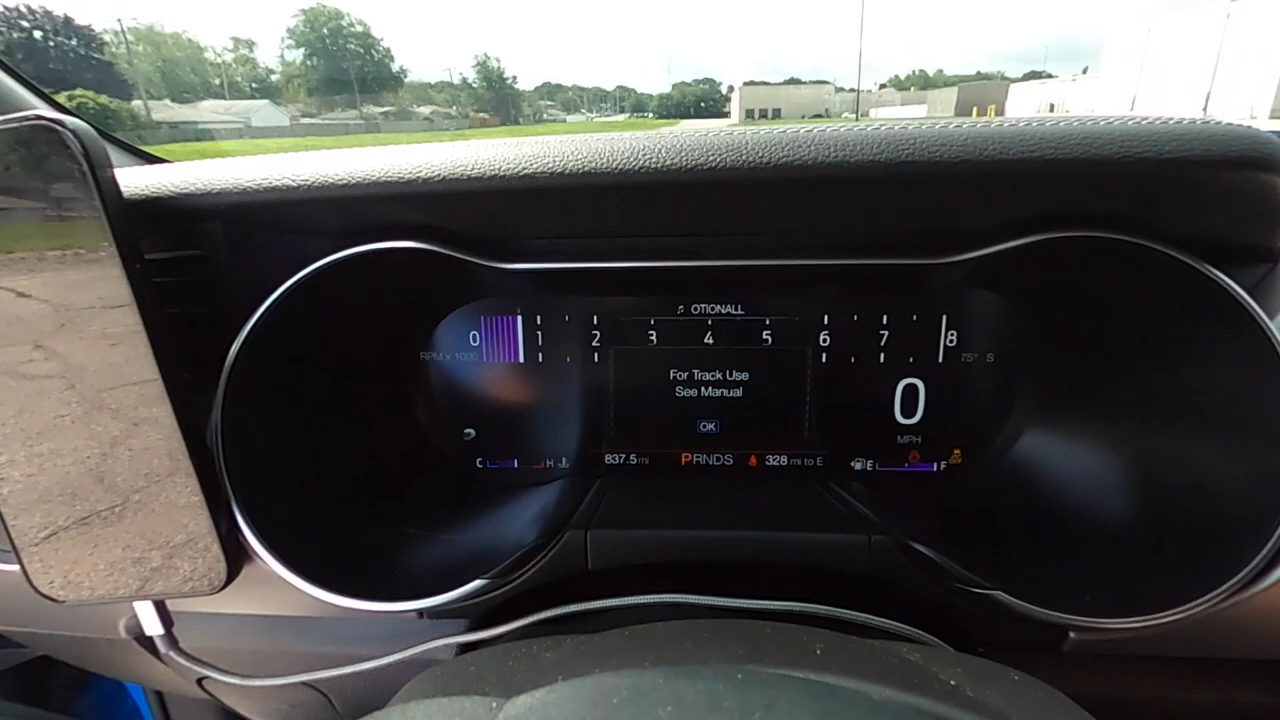 OTIONALL
0 1 2 3 4 5 6 7 8
RPM x 1000
75° S
For Track Use
See Manual
OK
0
MPH
C H
837.5 mi
PRNDS
328 mi to E
E F
OFF